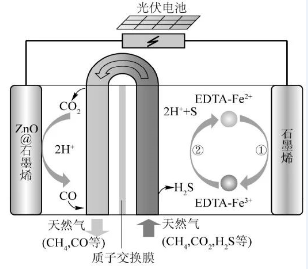 光伏电池
CO₂
ZnO
@
石
墨
烯
2H⁺
CO
2H⁺+S
H₂S
EDTA-Fe²⁺
②
①
EDTA-Fe³⁺
石
墨
烯
天然气
(CH₄,CO等)
天然气
(CH₄,CO₂,H₂S等)
质子交换膜